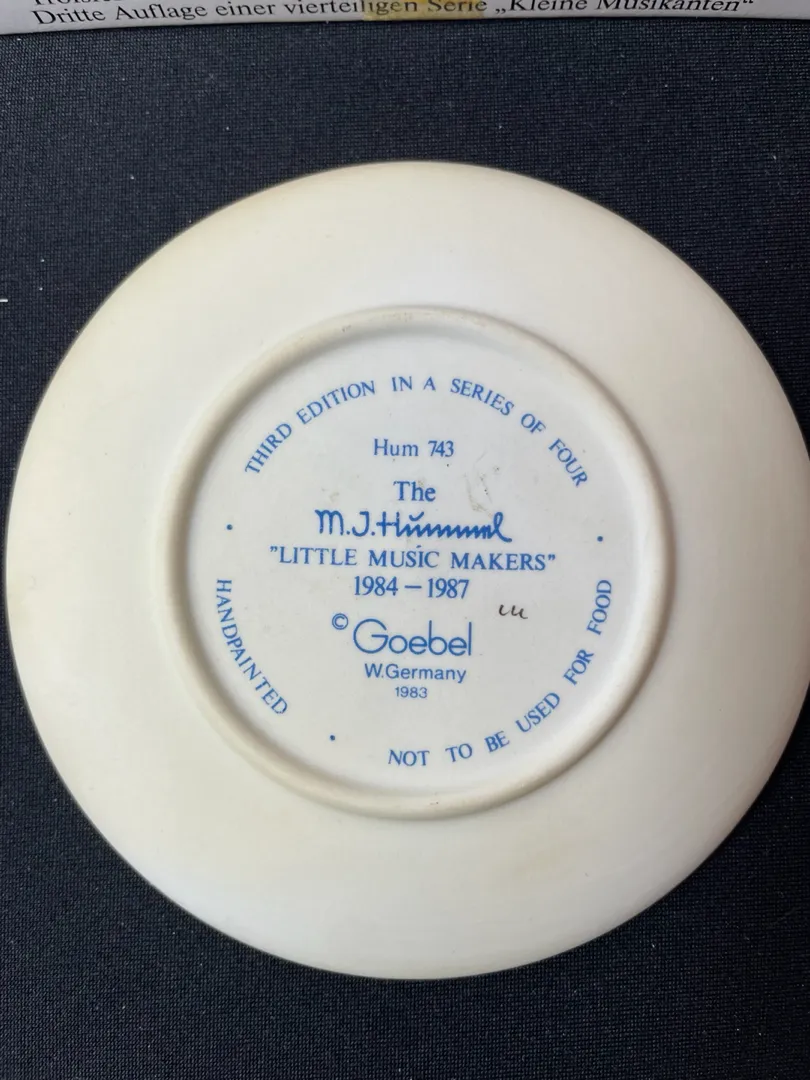 Dritte Auflage einer vierteiligen Serie „Kleine Musikanten“
THIRD EDITION IN A SERIES OF FOUR
Hum 743
The
M.J.Hummel
"LITTLE MUSIC MAKERS"
1984 – 1987
© Goebel
W.Germany
1983
HANDPAINTED
NOT TO BE USED FOR FOOD